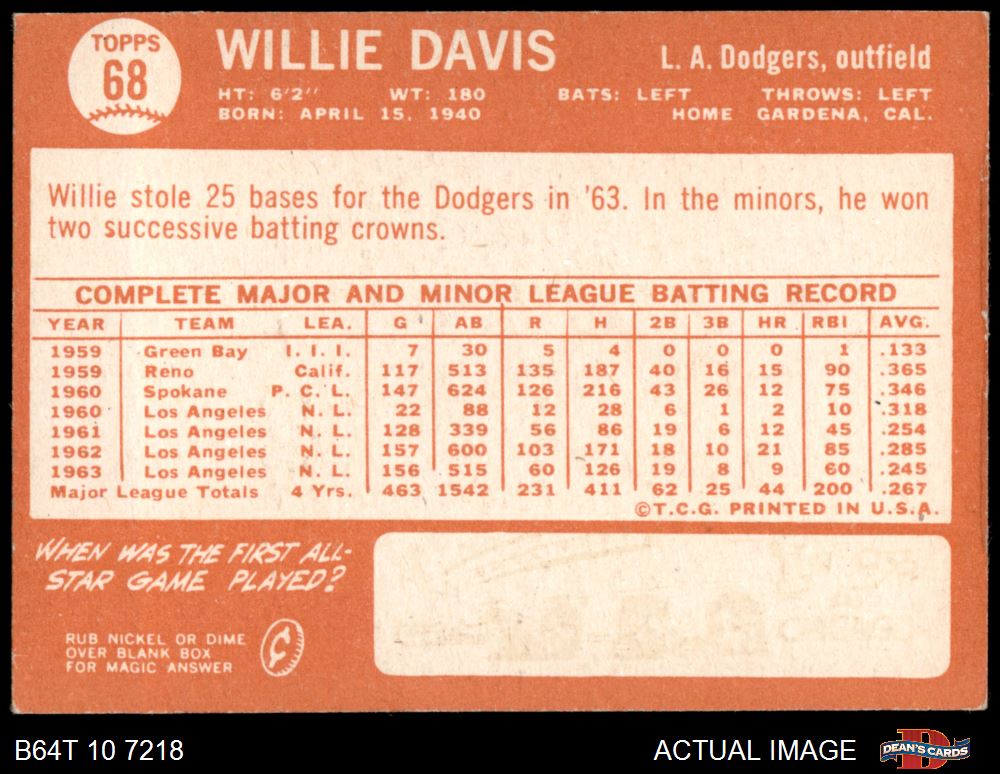 TOPPS
68
WILLIE DAVIS
L. A. Dodgers, outfield
HT: 6'2" WT: 180 BATS: LEFT THROWS: LEFT
BORN: APRIL 15, 1940 HOME GARDENA, CAL.
Willie stole 25 bases for the Dodgers in '63. In the minors, he won
two successive batting crowns.
COMPLETE MAJOR AND MINOR LEAGUE BATTING RECORD
YEAR TEAM LEA. G AB R H 2B 3B HR RBI AVG.
1959 Green Bay I. I. I. 7 30 5 4 0 0 0 1 .133
1959 Reno Calif. 117 513 135 187 40 16 15 90 .365
1960 Spokane P. C. L. 147 624 126 216 43 26 12 75 .346
1960 Los Angeles N. L. 22 88 12 28 6 1 2 10 .318
1961 Los Angeles N. L. 128 339 56 86 19 6 12 45 .254
1962 Los Angeles N. L. 157 600 103 171 18 10 21 85 .285
1963 Los Angeles N. L. 156 515 60 126 19 8 9 60 .245
Major League Totals 4 Yrs. 463 1542 231 411 62 25 44 200 .267
©T.C.G. PRINTED IN U.S.A.
WHEN WAS THE FIRST ALL-
STAR GAME PLAYED?
RUB NICKEL OR DIME
OVER BLANK BOX
FOR MAGIC ANSWER
B64T 10 7218
ACTUAL IMAGE
DEAN'S CARDS